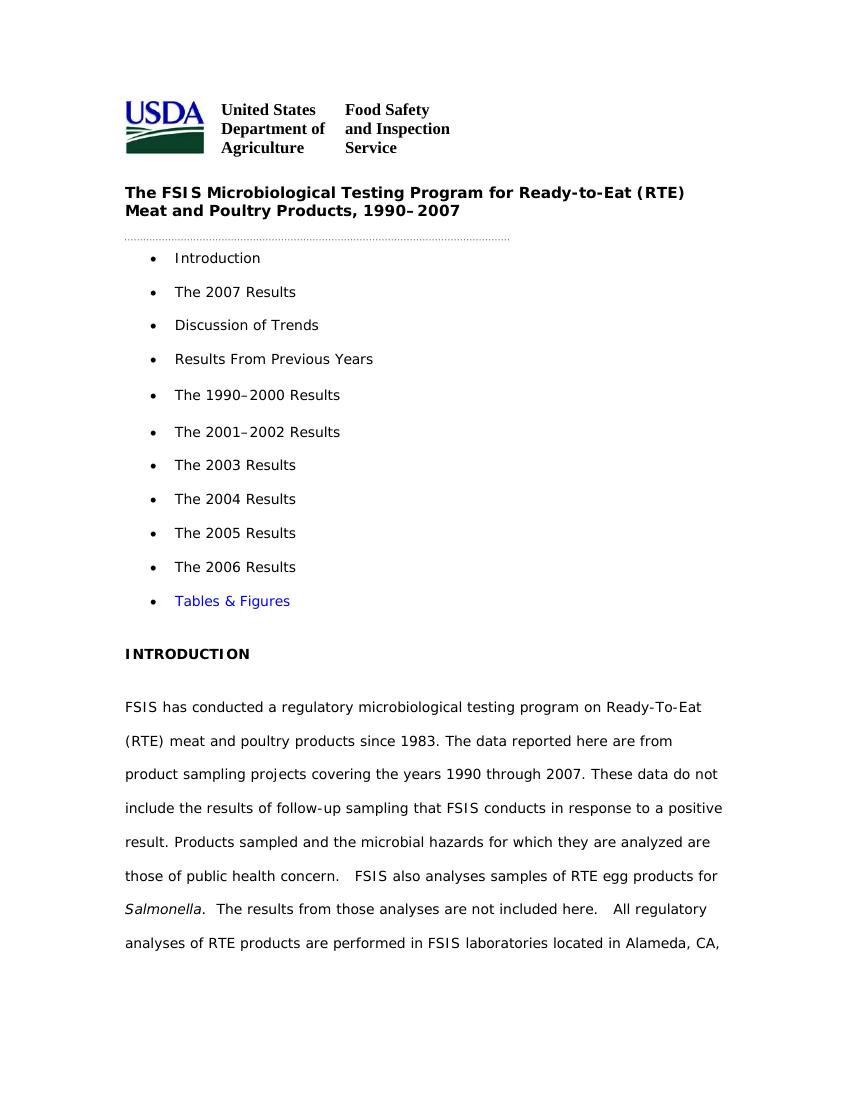 USDA
United States
Department of
Agriculture
Food Safety
and Inspection
Service
The FSIS Microbiological Testing Program for Ready-to-Eat (RTE)
Meat and Poultry Products, 1990–2007
• Introduction
• The 2007 Results
• Discussion of Trends
• Results From Previous Years
• The 1990–2000 Results
• The 2001–2002 Results
• The 2003 Results
• The 2004 Results
• The 2005 Results
• The 2006 Results
• Tables & Figures
INTRODUCTION
FSIS has conducted a regulatory microbiological testing program on Ready-To-Eat
(RTE) meat and poultry products since 1983. The data reported here are from
product sampling projects covering the years 1990 through 2007. These data do not
include the results of follow-up sampling that FSIS conducts in response to a positive
result. Products sampled and the microbial hazards for which they are analyzed are
those of public health concern. FSIS also analyses samples of RTE egg products for
Salmonella. The results from those analyses are not included here. All regulatory
analyses of RTE products are performed in FSIS laboratories located in Alameda, CA,